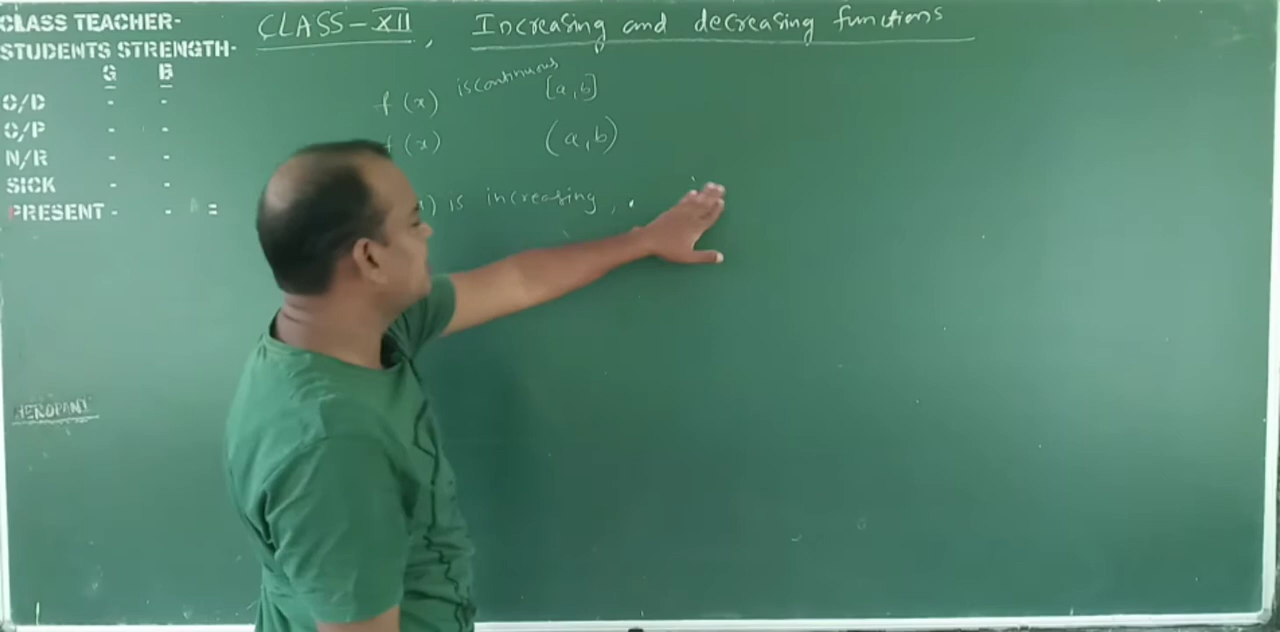 CLASS TEACHER-
STUDENTS STRENGTH-
G B
O/D - -
O/P - -
N/R - -
SICK - -
PRESENT - - =
CLASS-XII, Increasing and decreasing functions
f(x) is continuous [a,b]
f(x) (a,b)
x) is increasing,